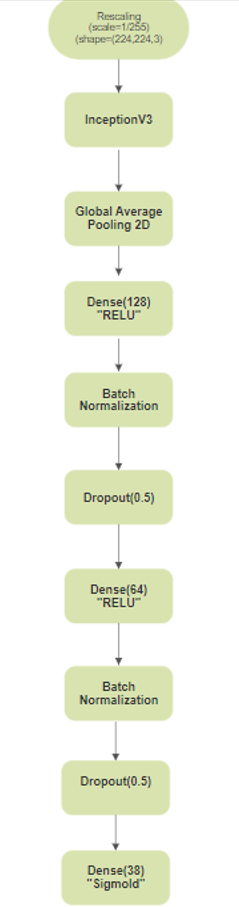 Rescaling
(scale=1/255)
(shape=(224,224,3)
InceptionV3
Global Average
Pooling 2D
Dense(128)
"RELU"
Batch
Normalization
Dropout(0.5)
Dense(64)
"RELU"
Batch
Normalization
Dropout(0.5)
Dense(38)
"Sigmold"